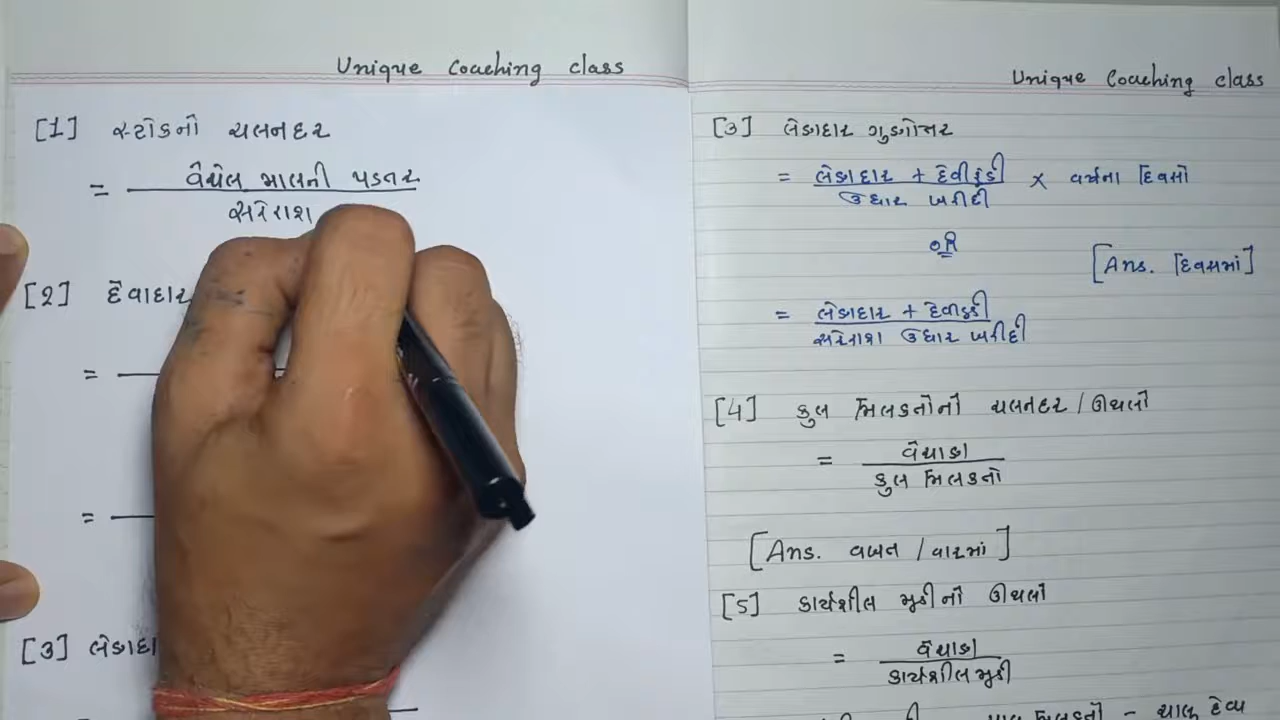 Unique Coaching class
[1] સ્ટોકનો ચલનદર
= વેચેલ માલની પડતર
સરેરાશ
[2] દેવાદાર
=
=
[3] લેણદા
Unique Coaching class
[3] લેણદાર ગુણોત્તર
= લેણદાર + દેવીહૂંડી × વર્ષના દિવસો
ઉધાર ખરીદી
OR
[Ans. દિવસમાં]
= લેણદાર + દેવીહૂંડી
સરેરાશ ઉધાર ખરીદી
[4] કુલ મિલકતોનો ચલનદર / ઊથલો
= વેચાણ
કુલ મિલકતો
[Ans. વખત / વારમાં]
[5] કાર્યશીલ મૂડીનો ઊથલો
= વેચાણ
કાર્યશીલ મૂડી
મિલકતો - ચાલુ દેવા